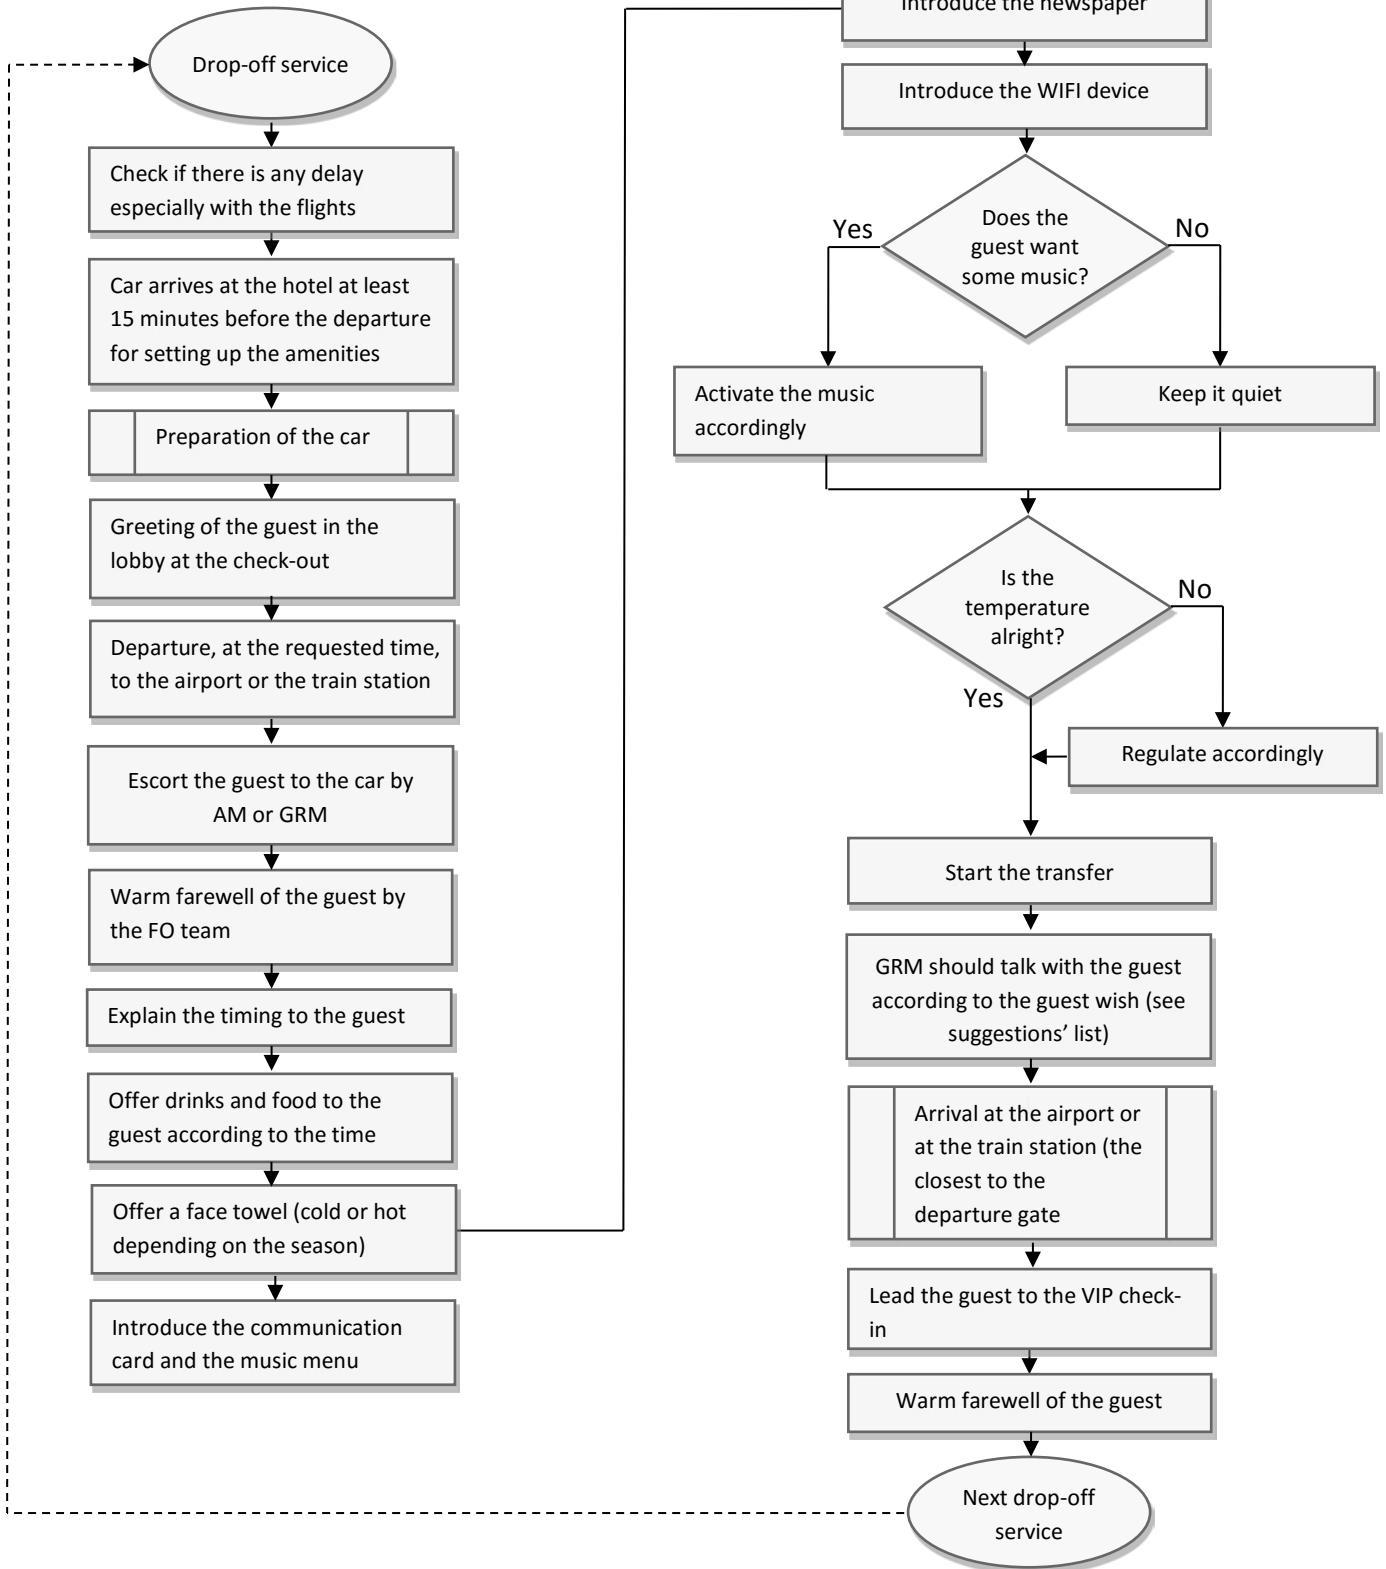 Drop-off service
Check if there is any delay
especially with the flights
Car arrives at the hotel at least
15 minutes before the departure
for setting up the amenities
Preparation of the car
Greeting of the guest in the
lobby at the check-out
Departure, at the requested time,
to the airport or the train station
Escort the guest to the car by
AM or GRM
Warm farewell of the guest by
the FO team
Explain the timing to the guest
Offer drinks and food to the
guest according to the time
Offer a face towel (cold or hot
depending on the season)
Introduce the communication
card and the music menu
Introduce the newspaper
Introduce the WIFI device
Does the
guest want
some music?
Yes
No
Activate the music
accordingly
Keep it quiet
Is the
temperature
alright?
No
Yes
Regulate accordingly
Start the transfer
GRM should talk with the guest
according to the guest wish (see
suggestions’ list)
Arrival at the airport or
at the train station (the
closest to the
departure gate
Lead the guest to the VIP check-
in
Warm farewell of the guest
Next drop-off
service